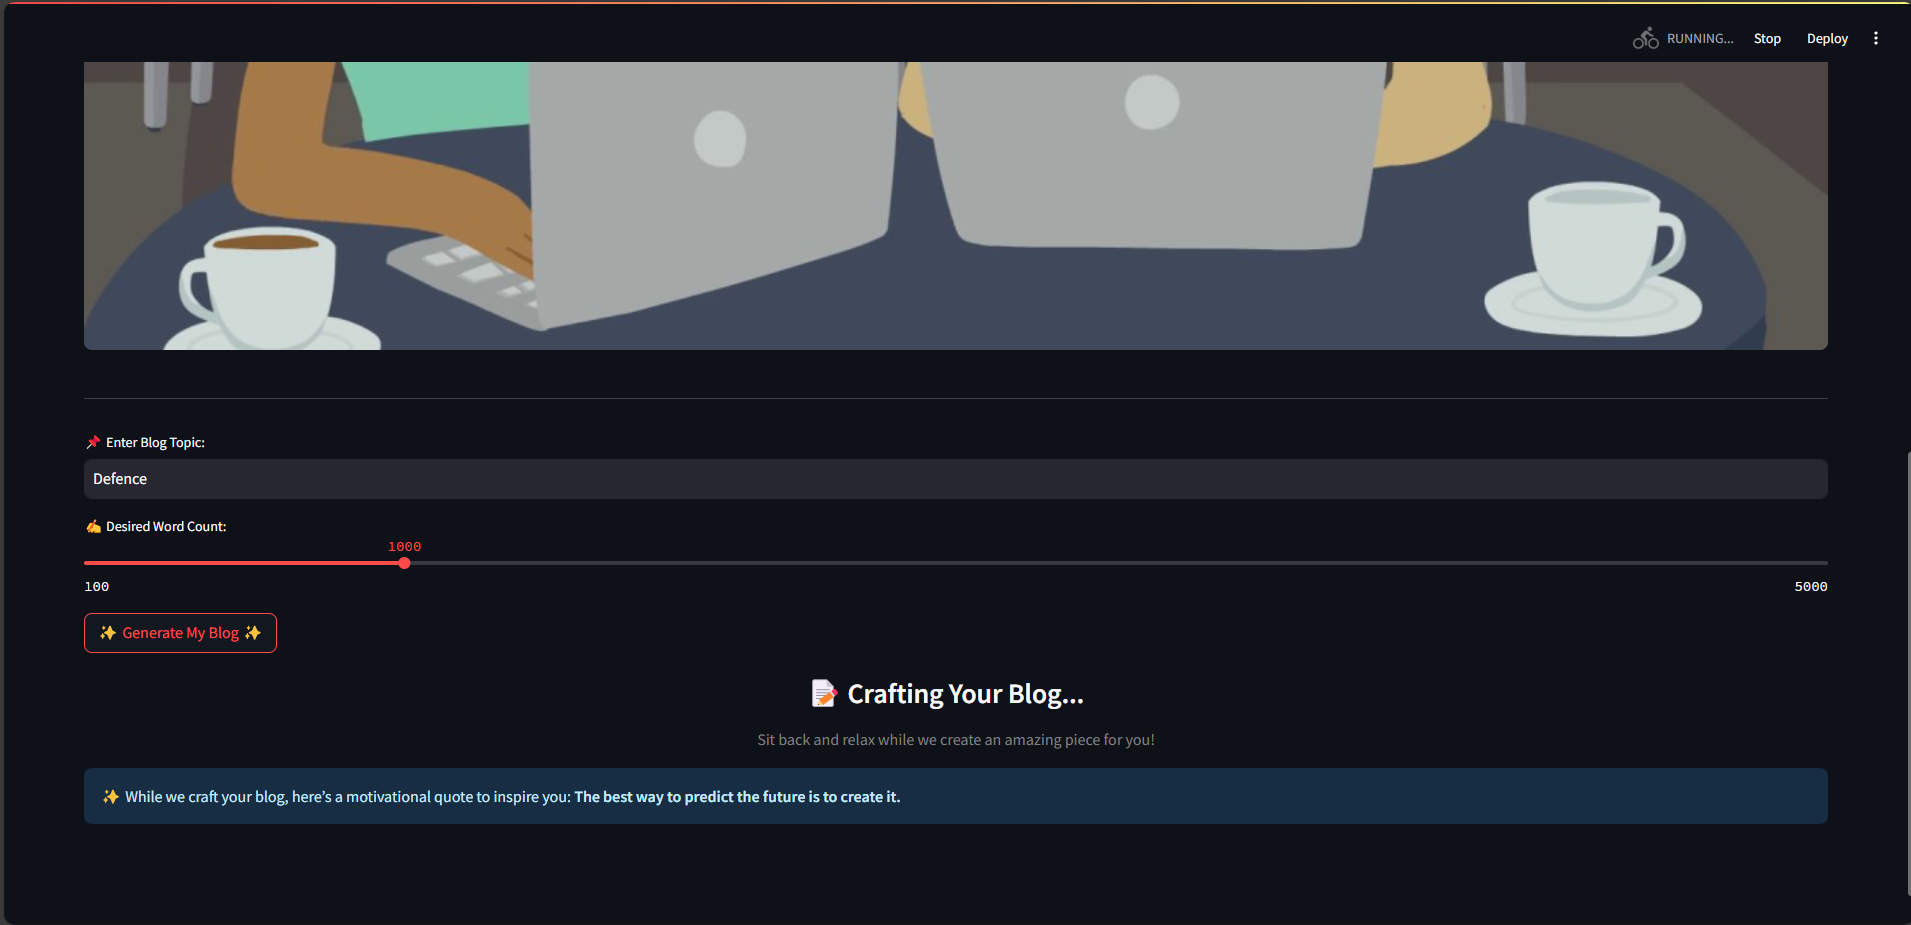 RUNNING...
Stop
Deploy
📌 Enter Blog Topic:
Defence
✍️ Desired Word Count:
1000
100
5000
✨ Generate My Blog ✨
📝 Crafting Your Blog...
Sit back and relax while we create an amazing piece for you!
✨ While we craft your blog, here’s a motivational quote to inspire you: The best way to predict the future is to create it.